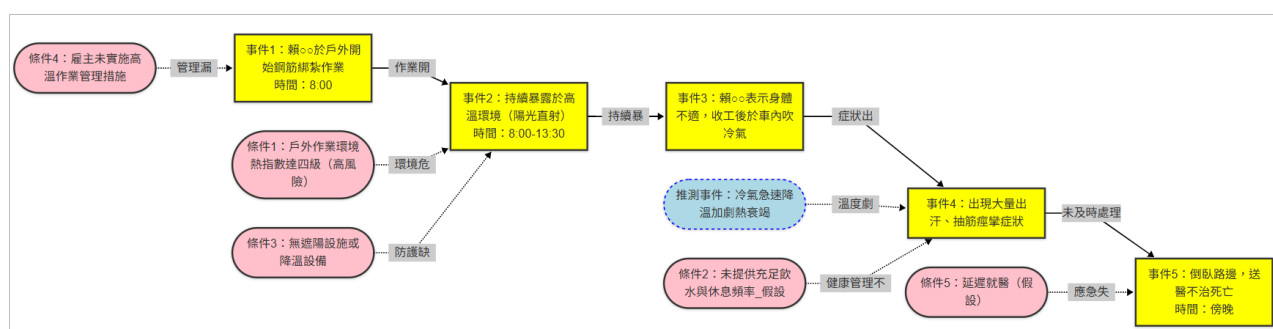 條件4：雇主未實施高
溫作業管理措施
管理漏
事件1：賴○○於戶外開
始鋼筋綁紮作業
時間：8:00
作業開
條件1：戶外作業環境
熱指數達四級（高風
險）
環境危
條件3：無遮陽設施或
降溫設備
防護缺
事件2：持續暴露於高
溫環境（陽光直射）
時間：8:00-13:30
持續暴
事件3：賴○○表示身體
不適，收工後於車內吹
冷氣
症狀出
推測事件：冷氣急速降
溫加劇熱衰竭
溫度劇
條件2：未提供充足飲
水與休息頻率_假設
健康管理不
事件4：出現大量出
汗、抽筋痙攣症狀
未及時處理
條件5：延遲就醫（假
設）
應急失
事件5：倒臥路邊，送
醫不治死亡
時間：傍晚